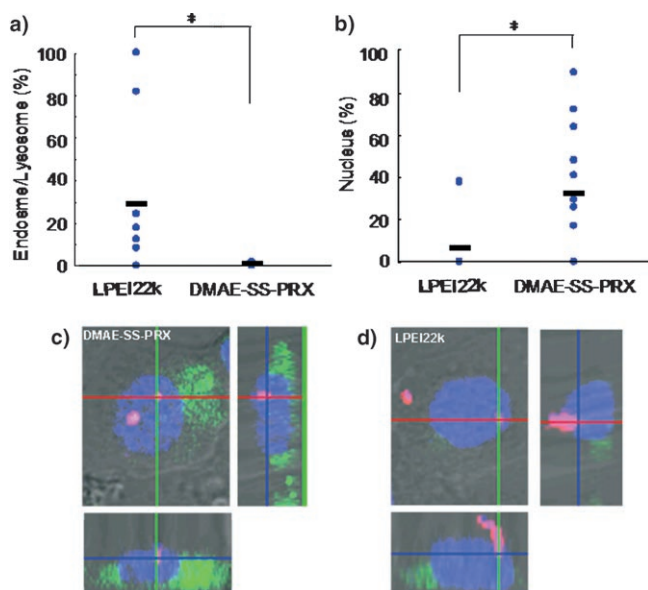 a)
*
Endosome/Lysosome (%)
100
80
60
40
20
0
LPEI22k
DMAE-SS-PRX
b)
*
Nucleus (%)
100
80
60
40
20
0
LPEI22k
DMAE-SS-PRX
c)
DMAE-SS-PRX
d)
LPEI22k